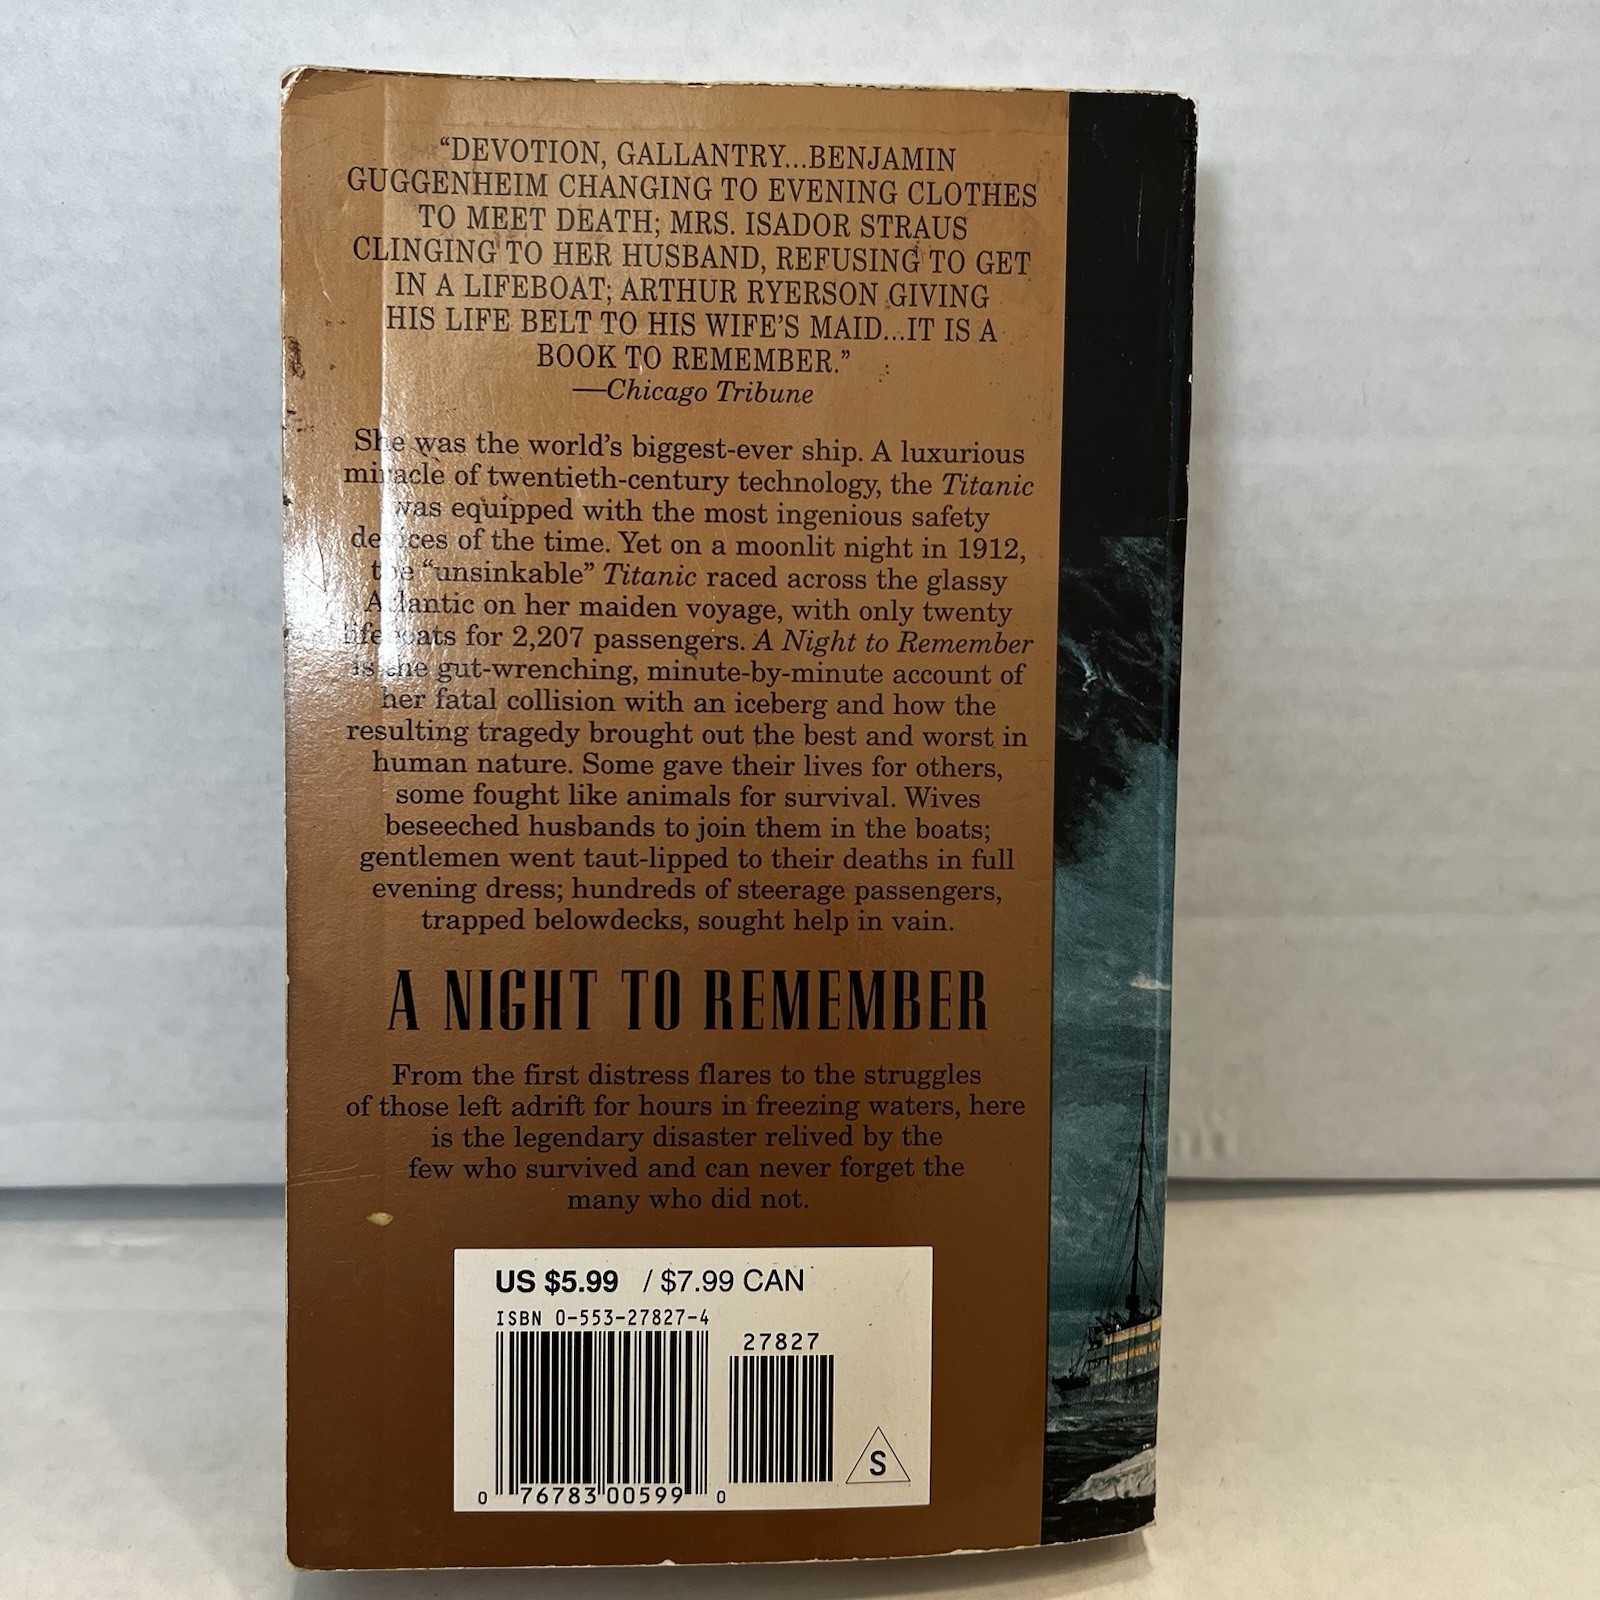 “DEVOTION, GALLANTRY...BENJAMIN
GUGGENHEIM CHANGING TO EVENING CLOTHES
TO MEET DEATH; MRS. ISADOR STRAUS
CLINGING TO HER HUSBAND, REFUSING TO GET
IN A LIFEBOAT; ARTHUR RYERSON GIVING
HIS LIFE BELT TO HIS WIFE’S MAID...IT IS A
BOOK TO REMEMBER.”
—Chicago Tribune
She was the world’s biggest-ever ship. A luxurious
miracle of twentieth-century technology, the Titanic
was equipped with the most ingenious safety
devices of the time. Yet on a moonlit night in 1912,
the “unsinkable” Titanic raced across the glassy
Atlantic on her maiden voyage, with only twenty
lifeboats for 2,207 passengers. A Night to Remember
is the gut-wrenching, minute-by-minute account of
her fatal collision with an iceberg and how the
resulting tragedy brought out the best and worst in
human nature. Some gave their lives for others,
some fought like animals for survival. Wives
beseeched husbands to join them in the boats;
gentlemen went taut-lipped to their deaths in full
evening dress; hundreds of steerage passengers,
trapped belowdecks, sought help in vain.
A NIGHT TO REMEMBER
From the first distress flares to the struggles
of those left adrift for hours in freezing waters, here
is the legendary disaster relived by the
few who survived and can never forget the
many who did not.
US $5.99 / $7.99 CAN
ISBN 0-553-27827-4
27827
0 76783 00599 0
S